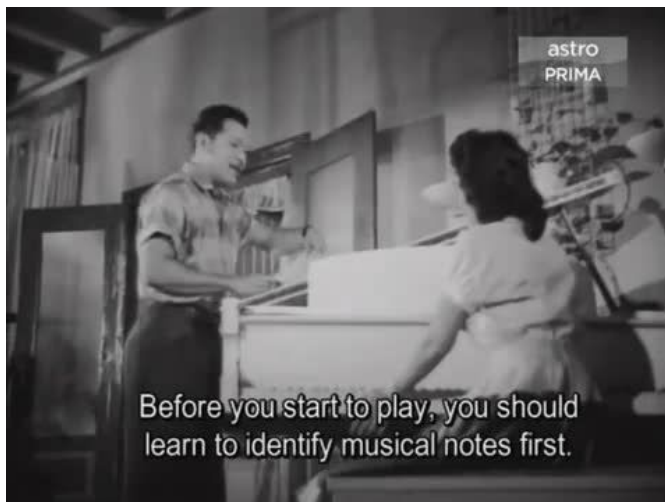 astro
PRIMA
Before you start to play, you should
learn to identify musical notes first.